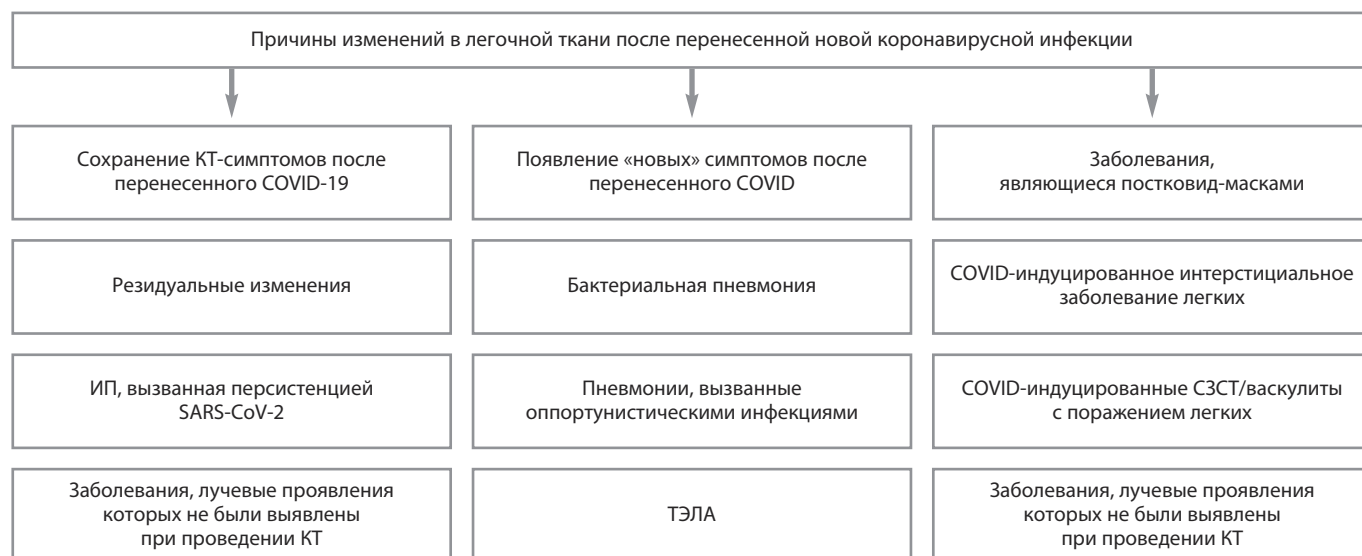 Причины изменений в легочной ткани после перенесенной новой коронавирусной инфекции
Сохранение КТ-симптомов после
перенесенного COVID-19
Появление «новых» симптомов после
перенесенного COVID
Заболевания,
являющиеся постковид-масками
Резидуальные изменения
Бактериальная пневмония
COVID-индуцированное интерстициальное
заболевание легких
ИП, вызванная персистенцией
SARS-CoV-2
Пневмонии, вызванные
оппортунистическими инфекциями
COVID-индуцированные СЗСТ/васкулиты
с поражением легких
Заболевания, лучевые проявления
которых не были выявлены
при проведении КТ
ТЭЛА
Заболевания, лучевые проявления
которых не были выявлены
при проведении КТ